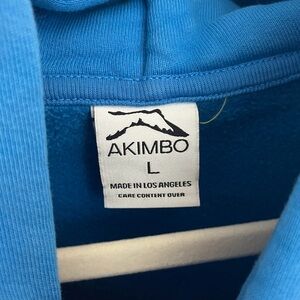 AKIMBO
L
MADE IN LOS ANGELES
CARE CONTENT OVER